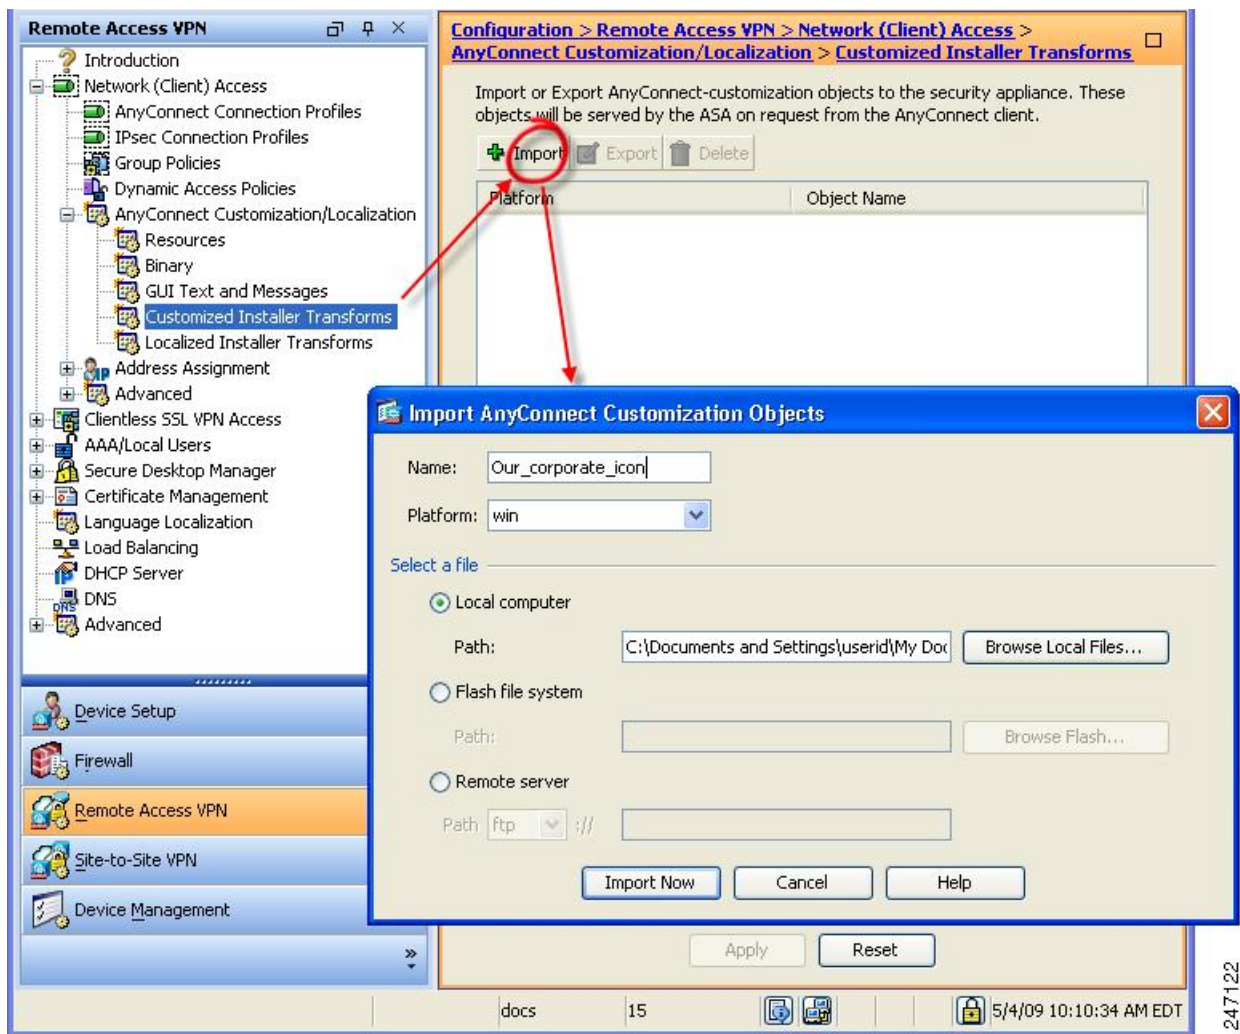 Remote Access VPN
Introduction
Network (Client) Access
AnyConnect Connection Profiles
IPsec Connection Profiles
Group Policies
Dynamic Access Policies
AnyConnect Customization/Localization
Resources
Binary
GUI Text and Messages
Customized Installer Transforms
Localized Installer Transforms
Address Assignment
Advanced
Clientless SSL VPN Access
AAA/Local Users
Secure Desktop Manager
Certificate Management
Language Localization
Load Balancing
DHCP Server
DNS
Advanced
Device Setup
Firewall
Remote Access VPN
Site-to-Site VPN
Device Management
Configuration > Remote Access VPN > Network (Client) Access >
AnyConnect Customization/Localization > Customized Installer Transforms
Import or Export AnyConnect-customization objects to the security appliance. These
objects will be served by the ASA on request from the AnyConnect client.
Import Export Delete
Platform Object Name
Import AnyConnect Customization Objects
Name: Our_corporate_icon
Platform: win
Select a file
Local computer
Path: C:\Documents and Settings\userid\My Doc Browse Local Files...
Flash file system
Path: Browse Flash...
Remote server
Path ftp ://
Import Now Cancel Help
Apply Reset
docs 15 5/4/09 10:10:34 AM EDT
247122